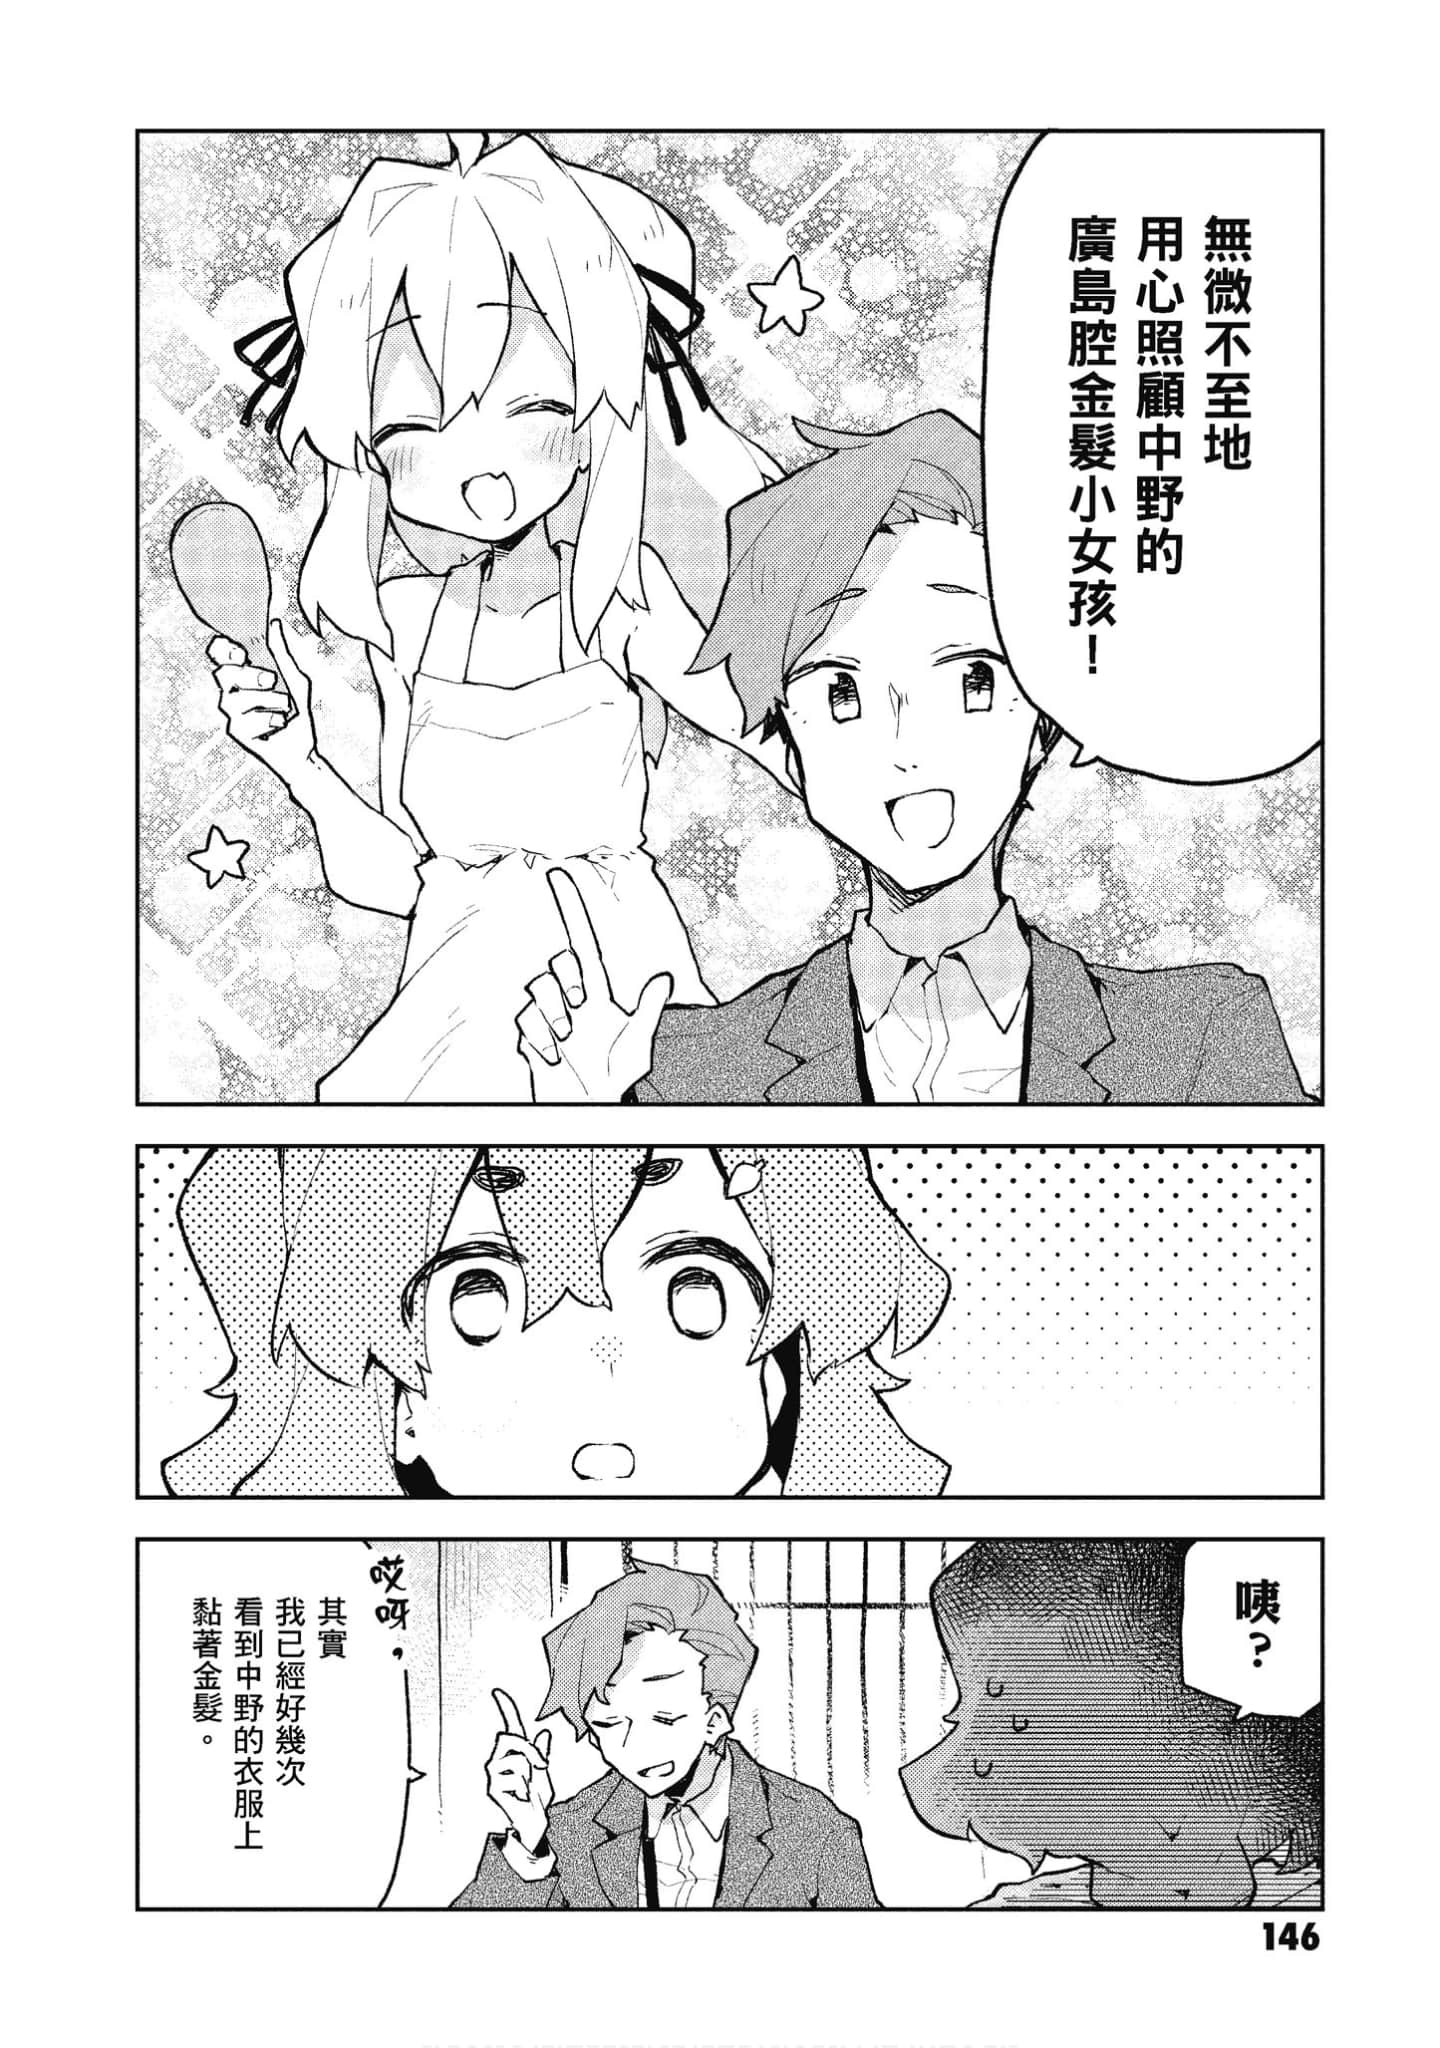 無微不至地
用心照顧中野的
廣島腔金髮小女孩！
咦？
哎呀，
其實
我已經好幾次
看到中野的衣服上
黏著金髮。
146